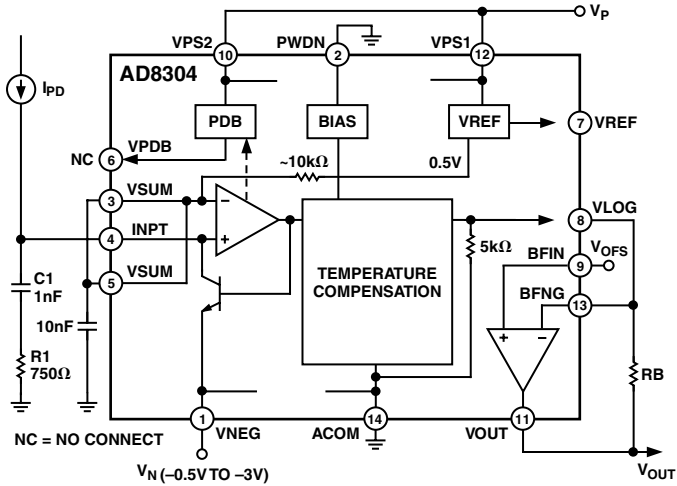 V_P
VPS2
PWDN
VPS1
10
2
12
AD8304
I_PD
PDB
BIAS
VREF
7
VREF
NC
6
VPDB
~10kΩ
0.5V
3
VSUM
–
VLOG
8
4
INPT
+
5kΩ
BFIN
9
V_OFS
5
VSUM
TEMPERATURE
COMPENSATION
C1
1nF
10nF
BFNG
13
+
–
R1
750Ω
RB
1
VNEG
ACOM
14
VOUT
11
NC = NO CONNECT
V_N (–0.5V TO –3V)
V_OUT